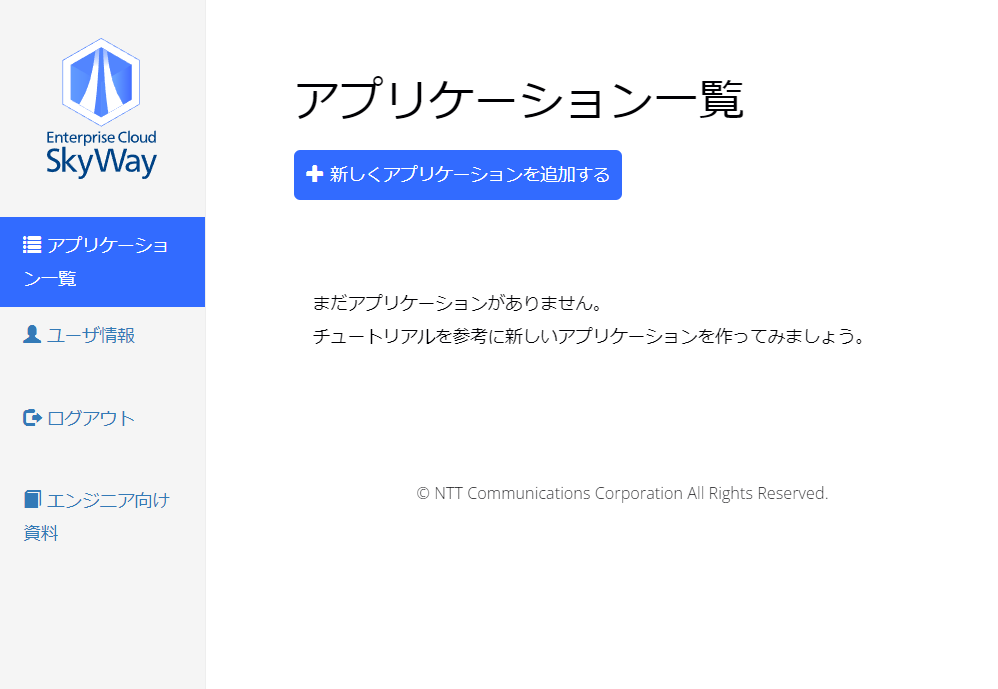 Enterprise Cloud
SkyWay
アプリケーショ
ン一覧
ユーザ情報
ログアウト
エンジニア向け
資料
アプリケーション一覧
新しくアプリケーションを追加する
まだアプリケーションがありません。
チュートリアルを参考に新しいアプリケーションを作ってみましょう。
© NTT Communications Corporation All Rights Reserved.